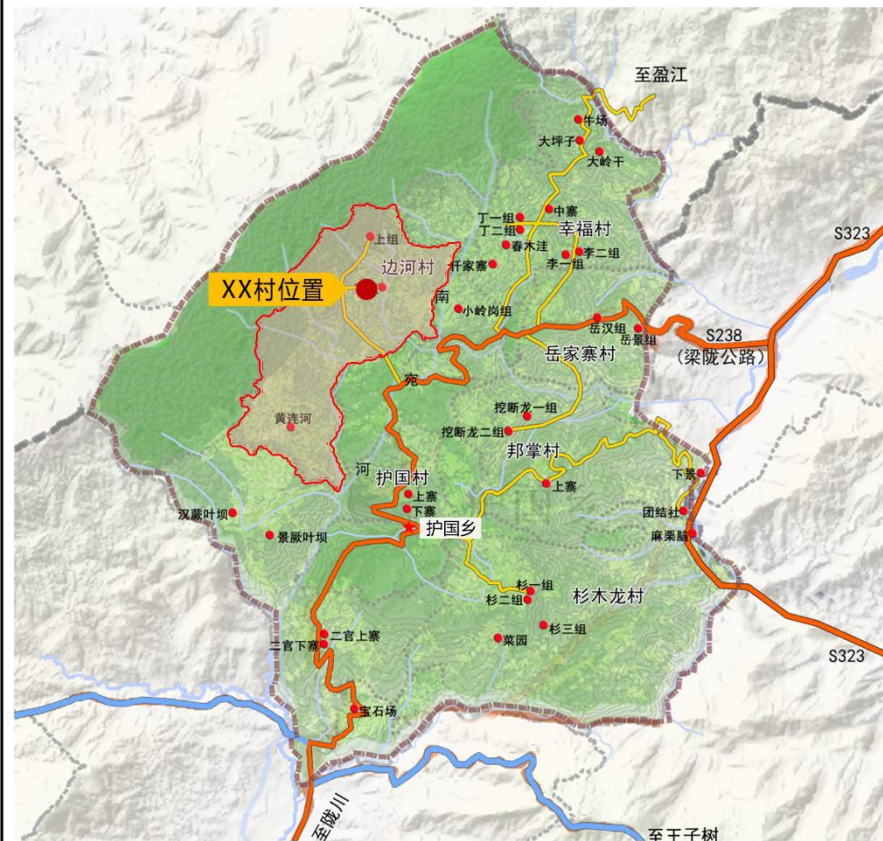 至盈江
牛场
大坪子
大岭干
中寨
丁一组
丁二组
幸福村
S323
上组
春木洼
李二组
李一组
边河村
仟家寨
XX村位置
南
小岭岗组
岳汉组
岳景组
S238
（梁陇公路）
岳家寨村
宛
挖断龙一组
黄连河
挖断龙二组
邦掌村
河
护国村
下景
上寨
上寨
下寨
团结社
汉蕨叶坝
护国乡
景厥叶坝
麻栗脑
杉一组
杉二组
杉木龙村
杉三组
二官上寨
菜园
二官下寨
S323
宝石场
至陇川
至王子树